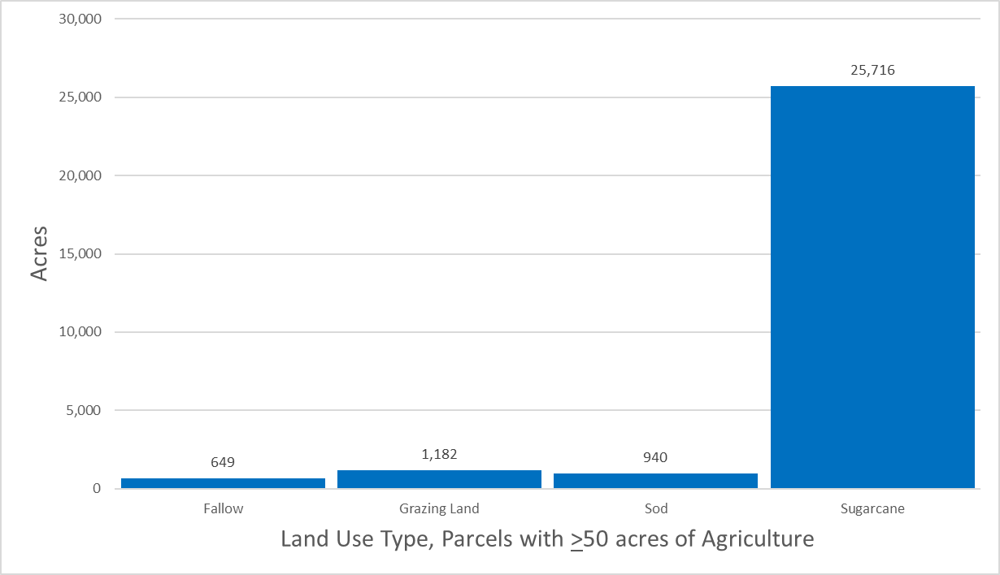 30,000
25,716
25,000
20,000
Acres
15,000
10,000
5,000
1,182
940
649
0
Fallow
Grazing Land
Sod
Sugarcane
Land Use Type, Parcels with >50 acres of Agriculture